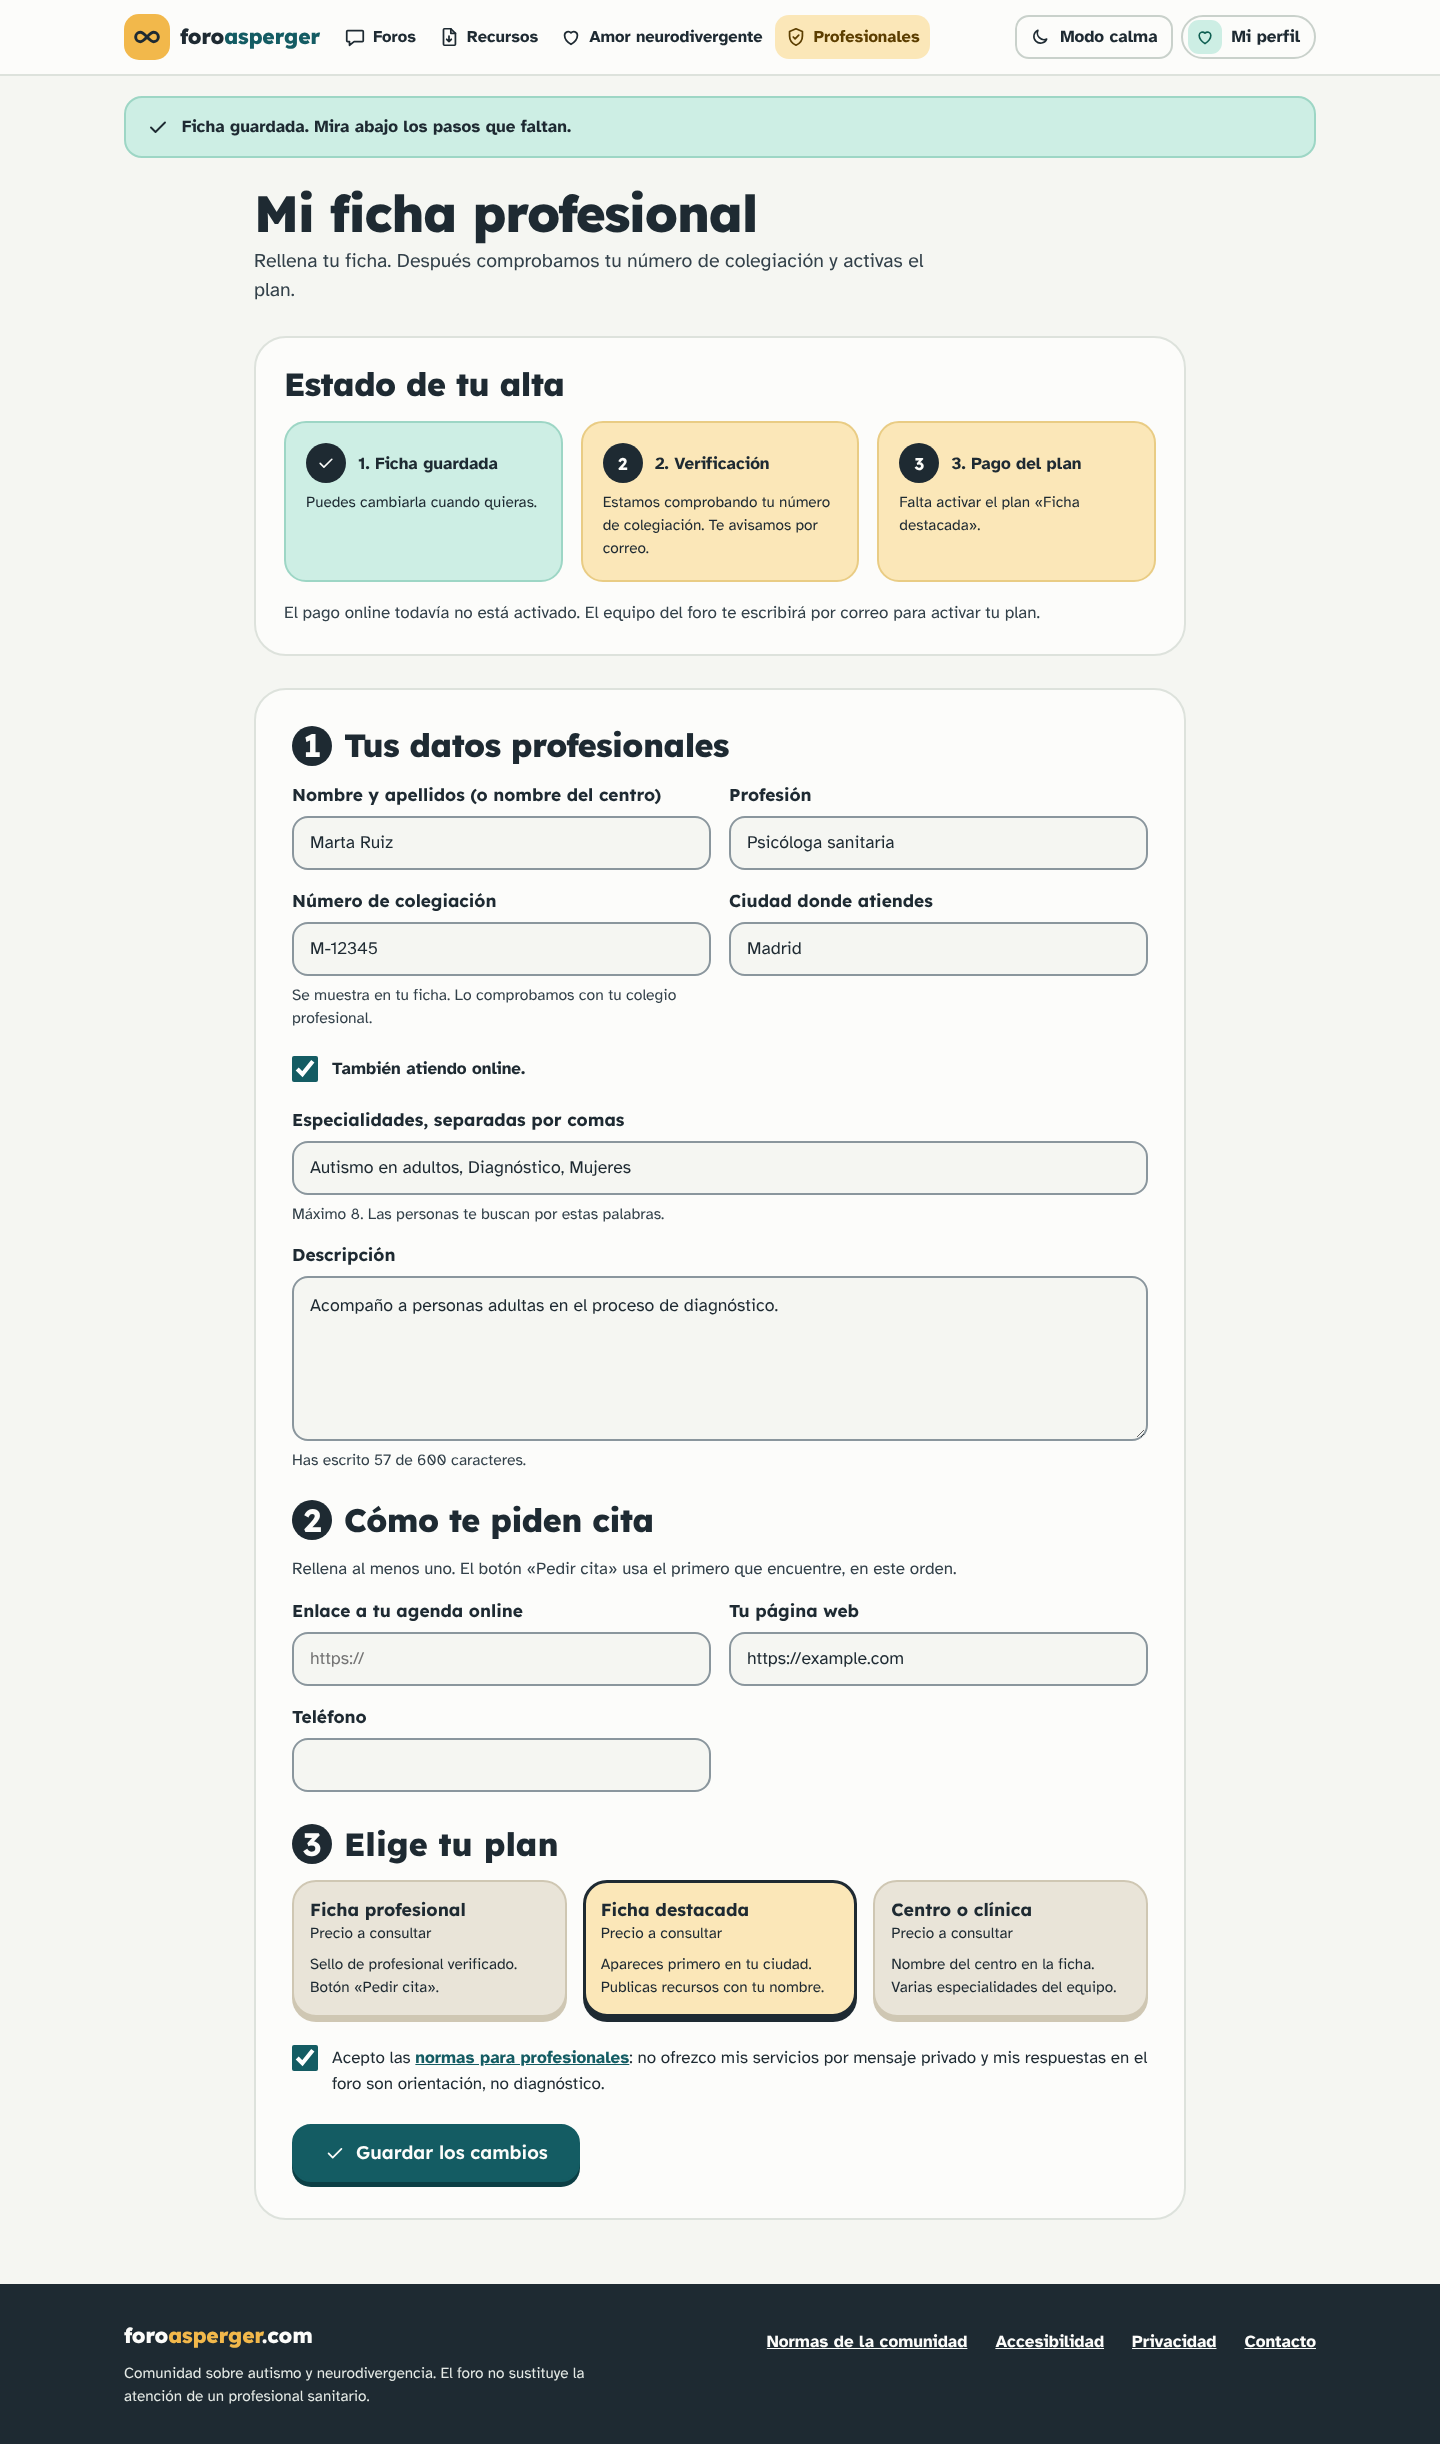 foroasperger
Foros
Recursos
Amor neurodivergente
Profesionales
Modo calma
Mi perfil
Ficha guardada. Mira abajo los pasos que faltan.
Mi ficha profesional
Rellena tu ficha. Después comprobamos tu número de colegiación y activas el
plan.
Estado de tu alta
1. Ficha guardada
Puedes cambiarla cuando quieras.
2
2. Verificación
Estamos comprobando tu número
de colegiación. Te avisamos por
correo.
3
3. Pago del plan
Falta activar el plan «Ficha
destacada».
El pago online todavía no está activado. El equipo del foro te escribirá por correo para activar tu plan.
1 Tus datos profesionales
Nombre y apellidos (o nombre del centro)
Marta Ruiz
Profesión
Psicóloga sanitaria
Número de colegiación
M-12345
Se muestra en tu ficha. Lo comprobamos con tu colegio
profesional.
Ciudad donde atiendes
Madrid
También atiendo online.
Especialidades, separadas por comas
Autismo en adultos, Diagnóstico, Mujeres
Máximo 8. Las personas te buscan por estas palabras.
Descripción
Acompaño a personas adultas en el proceso de diagnóstico.
Has escrito 57 de 600 caracteres.
2 Cómo te piden cita
Rellena al menos uno. El botón «Pedir cita» usa el primero que encuentre, en este orden.
Enlace a tu agenda online
https://
Tu página web
https://example.com
Teléfono
3 Elige tu plan
Ficha profesional
Precio a consultar
Sello de profesional verificado.
Botón «Pedir cita».
Ficha destacada
Precio a consultar
Apareces primero en tu ciudad.
Publicas recursos con tu nombre.
Centro o clínica
Precio a consultar
Nombre del centro en la ficha.
Varias especialidades del equipo.
Acepto las normas para profesionales: no ofrezco mis servicios por mensaje privado y mis respuestas en el
foro son orientación, no diagnóstico.
Guardar los cambios
foroasperger.com
Comunidad sobre autismo y neurodivergencia. El foro no sustituye la
atención de un profesional sanitario.
Normas de la comunidad
Accesibilidad
Privacidad
Contacto